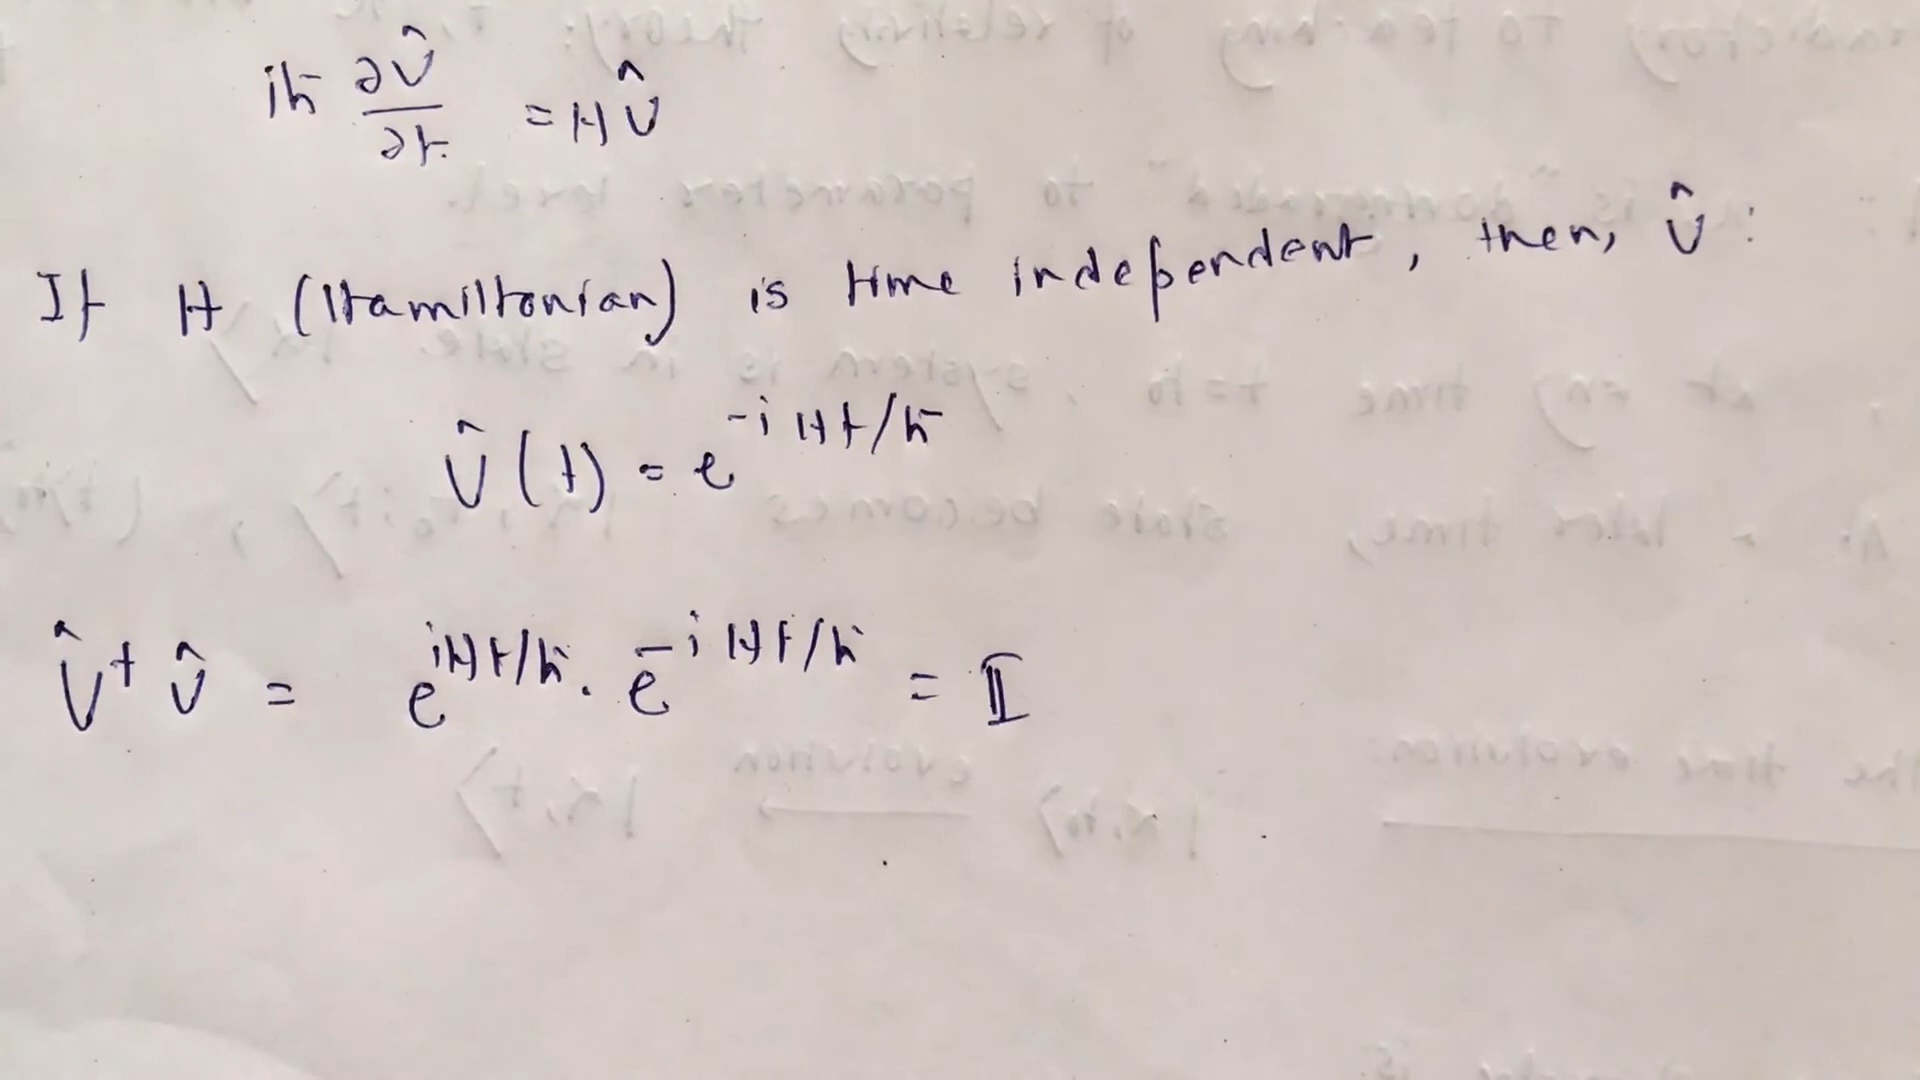 iħ ∂Û/∂t = HÛ
If H (Hamiltonian) is time independent, then, Û:
Û(t) = e^{-iHt/ħ}
Û†Û = e^{iHt/ħ} . e^{-iHt/ħ} = 𝕀